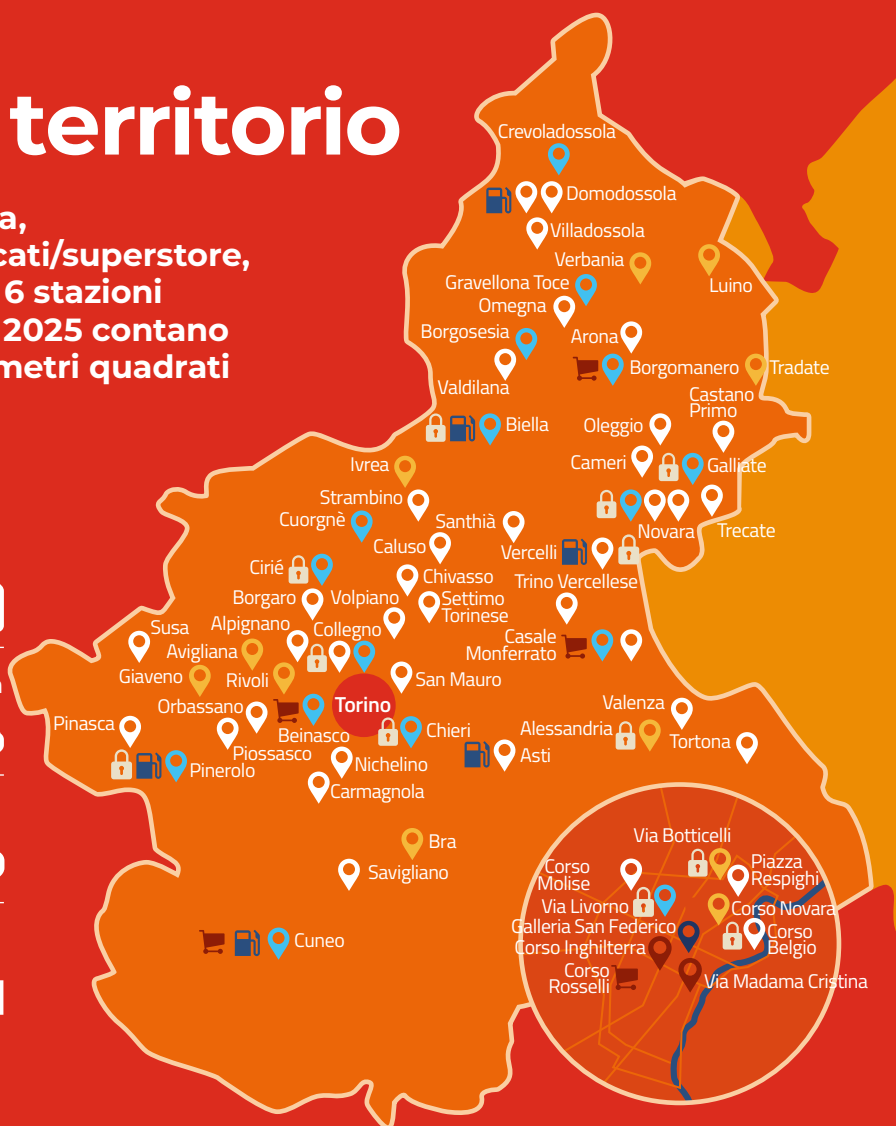 territorio
a,
cati/superstore,
6 stazioni
2025 contano
metri quadrati
Crevoladossola
Domodossola
Villadossola
Verbania
Luino
Gravellona Toce
Omegna
Borgosesia
Arona
Valdilana
Borgomanero
Tradate
Castano
Primo
Biella
Oleggio
Cameri
Galliate
Ivrea
Strambino
Cuorgnè
Santhià
Novara
Trecate
Caluso
Vercelli
Cirié
Chivasso
Trino Vercellese
Borgaro
Volpiano
Settimo
Torinese
Susa
Alpignano
Collegno
Casale
Monferrato
Avigliana
Giaveno
Rivoli
San Mauro
Orbassano
Torino
Valenza
Pinasca
Beinasco
Chieri
Alessandria
Tortona
Piossasco
Asti
Pinerolo
Nichelino
Carmagnola
Bra
Savigliano
Cuneo
Via Botticelli
Corso
Molise
Piazza
Respighi
Via Livorno
Corso Novara
Galleria San Federico
Corso
Belgio
Corso Inghilterra
Corso
Rosselli
Via Madama Cristina